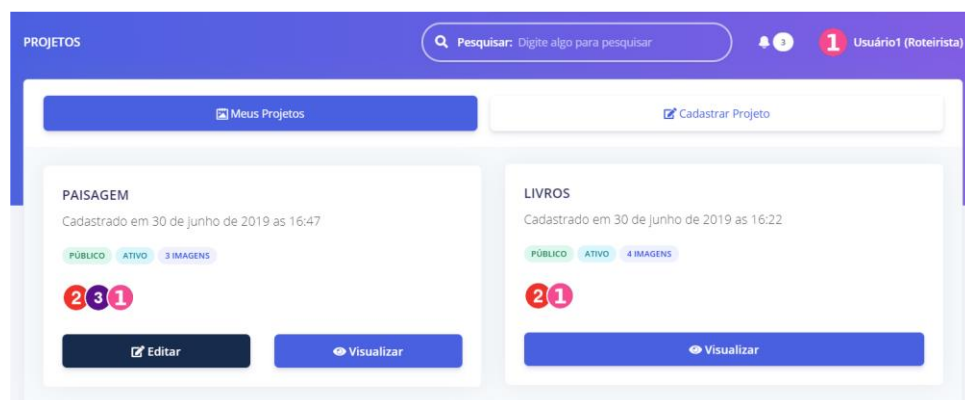 PROJETOS
Pesquisar: Digite algo para pesquisar
3
1 Usuário1 (Roteirista)
Meus Projetos
Cadastrar Projeto
PAISAGEM
Cadastrado em 30 de junho de 2019 as 16:47
PÚBLICO ATIVO 3 IMAGENS
2 3 1
Editar
Visualizar
LIVROS
Cadastrado em 30 de junho de 2019 as 16:22
PÚBLICO ATIVO 4 IMAGENS
2 1
Visualizar